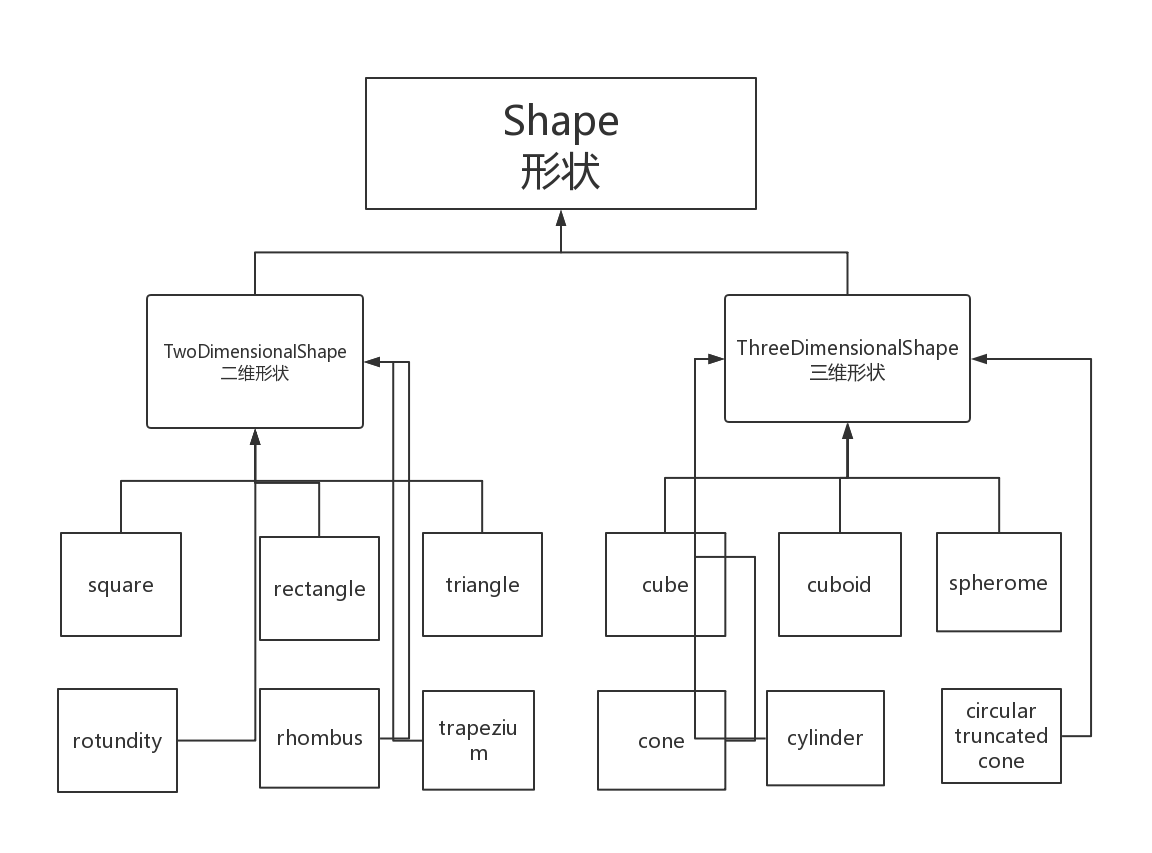 Shape
形状
TwoDimensionalShape
二维形状
ThreeDimensionalShape
三维形状
square
rectangle
triangle
cube
cuboid
spherome
rotundity
rhombus
trapeziu
m
cone
cylinder
circular
truncated
cone